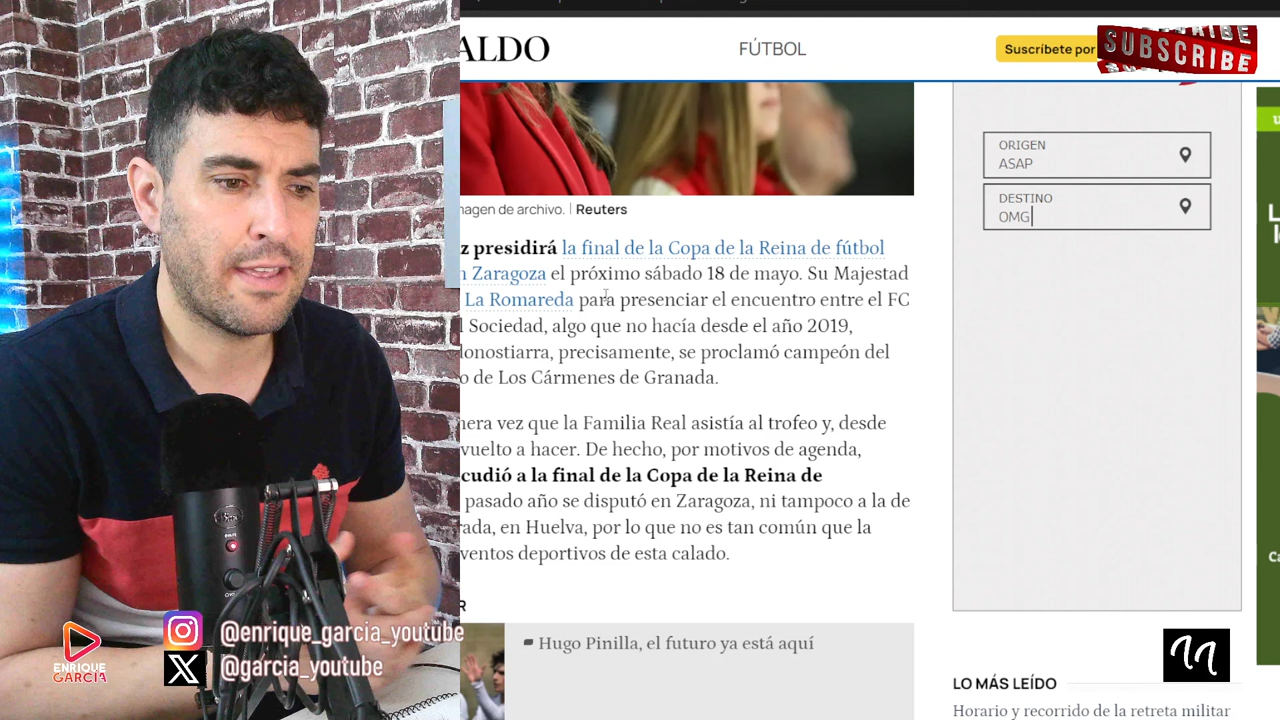 ALDO
FÚTBOL
Suscríbete por
SUBSCRIBE
ORIGEN
ASAP
DESTINO
OMG
imagen de archivo. | Reuters
z presidirá la final de la Copa de la Reina de fútbol
n Zaragoza el próximo sábado 18 de mayo. Su Majestad
La Romareda para presenciar el encuentro entre el FC
l Sociedad, algo que no hacía desde el año 2019,
donostiarra, precisamente, se proclamó campeón del
o de Los Cármenes de Granada.
mera vez que la Familia Real asistía al trofeo y, desde
vuelto a hacer. De hecho, por motivos de agenda,
cudió a la final de la Copa de la Reina de
pasado año se disputó en Zaragoza, ni tampoco a la de
rada, en Huelva, por lo que no es tan común que la
ventos deportivos de esta calado.
R
Hugo Pinilla, el futuro ya está aquí
LO MÁS LEÍDO
Horario y recorrido de la retreta militar
@enrique_garcia_youtube
@garcia_youtube
ENRIQUE
GARCIA